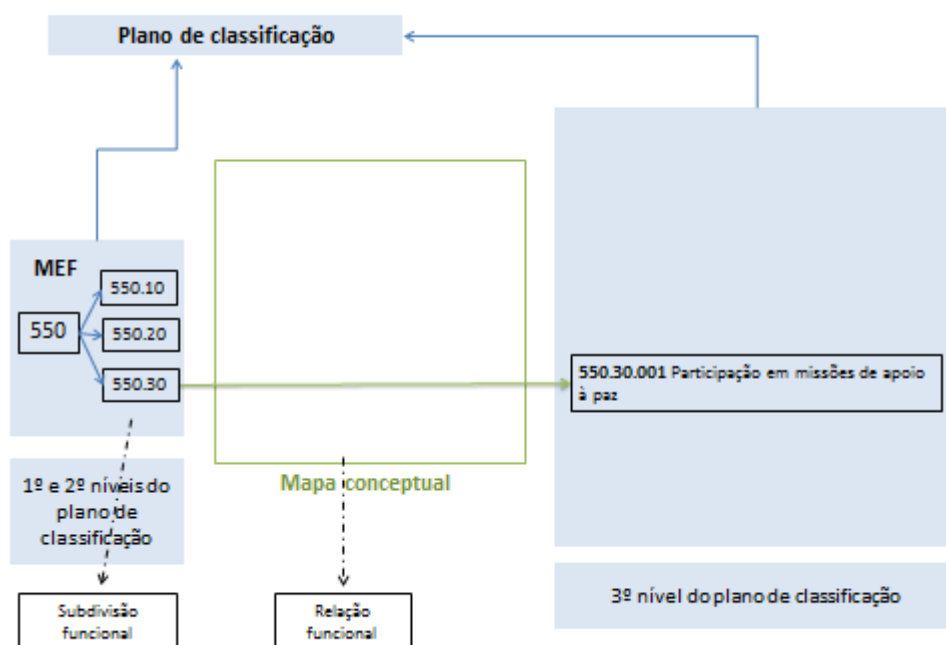 Plano de classificação
MEF
550
550.10
550.20
550.30
550.30.001 Participação em missões de apoio
à paz
Mapa conceptual
1º e 2º níveis do
plano de
classificação
3º nível do plano de classificação
Subdivisão
funcional
Relação
funcional